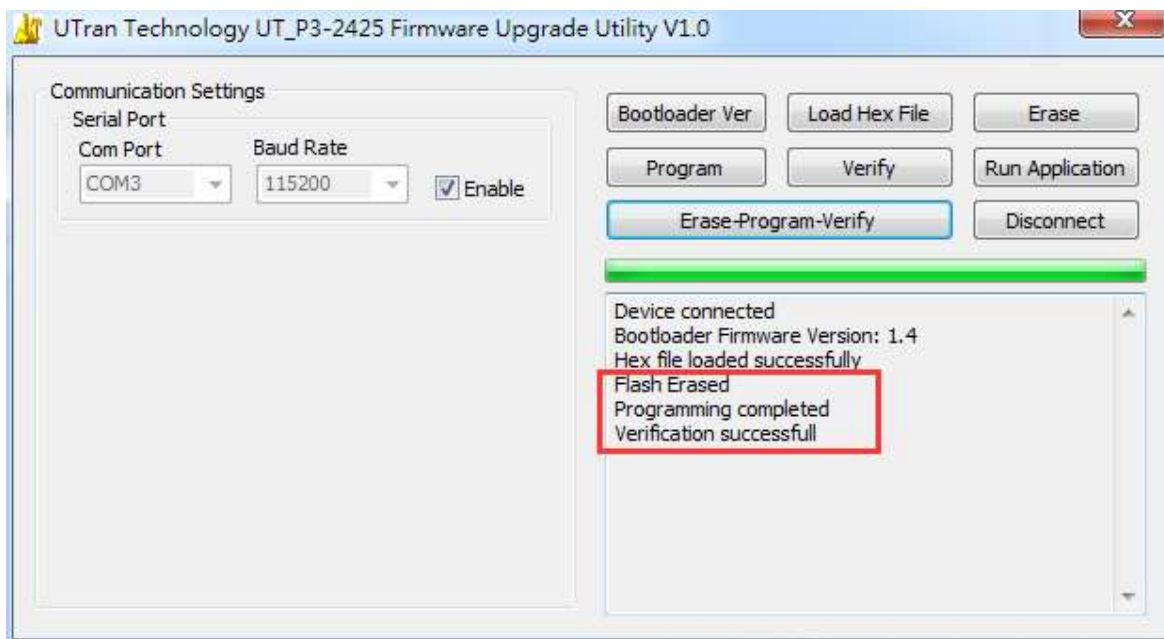 UTran Technology UT_P3-2425 Firmware Upgrade Utility V1.0
Communication Settings
Serial Port
Com Port Baud Rate
COM3 115200 Enable
Bootloader Ver Load Hex File Erase
Program Verify Run Application
Erase-Program-Verify Disconnect
Device connected
Bootloader Firmware Version: 1.4
Hex file loaded successfully
Flash Erased
Programming completed
Verification successfull